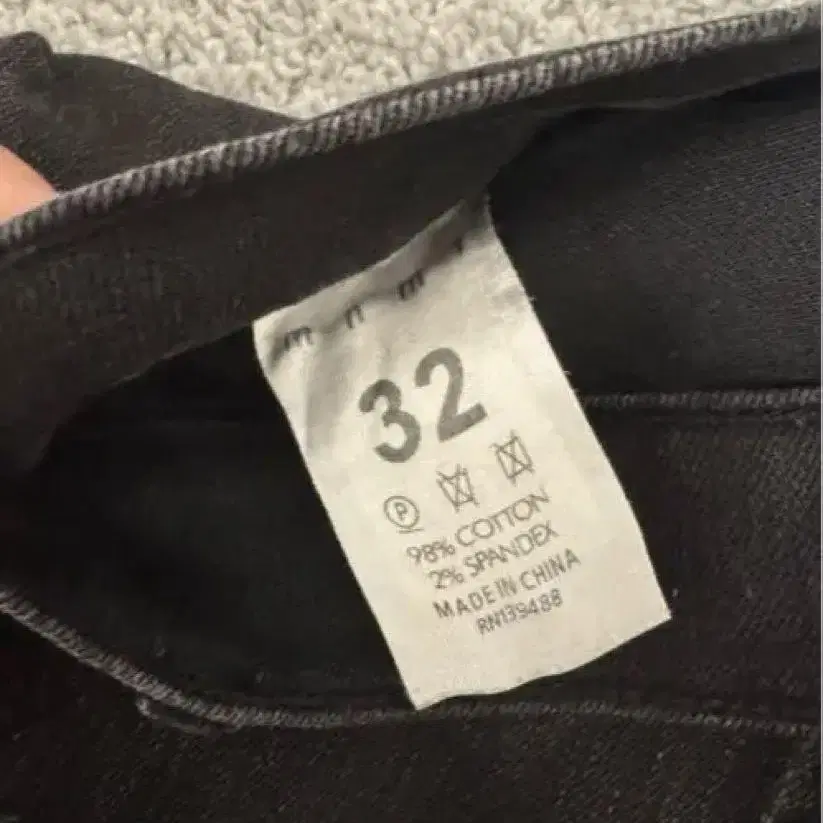 m n m l
32
P
98% COTTON
2% SPANDEX
MADE IN CHINA
RN139488